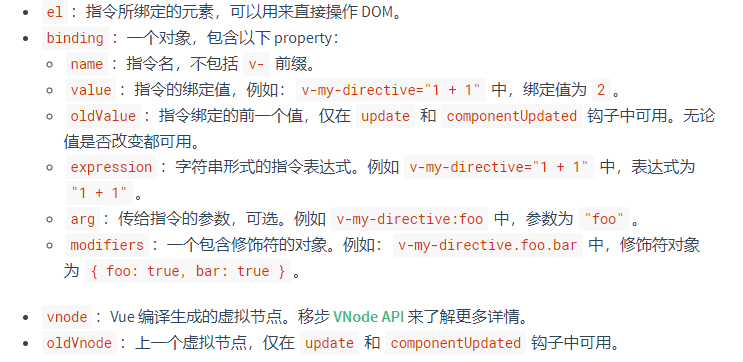 el：指令所绑定的元素，可以用来直接操作 DOM。
binding：一个对象，包含以下 property：
name：指令名，不包括 v- 前缀。
value：指令的绑定值，例如：v-my-directive="1 + 1" 中，绑定值为 2。
oldValue：指令绑定的前一个值，仅在 update 和 componentUpdated 钩子中可用。无论
值是否改变都可用。
expression：字符串形式的指令表达式。例如 v-my-directive="1 + 1" 中，表达式为
"1 + 1"。
arg：传给指令的参数，可选。例如 v-my-directive:foo 中，参数为 "foo"。
modifiers：一个包含修饰符的对象。例如：v-my-directive.foo.bar 中，修饰符对象
为 { foo: true, bar: true }。
vnode：Vue 编译生成的虚拟节点。移步 VNode API 来了解更多详情。
oldVnode：上一个虚拟节点，仅在 update 和 componentUpdated 钩子中可用。